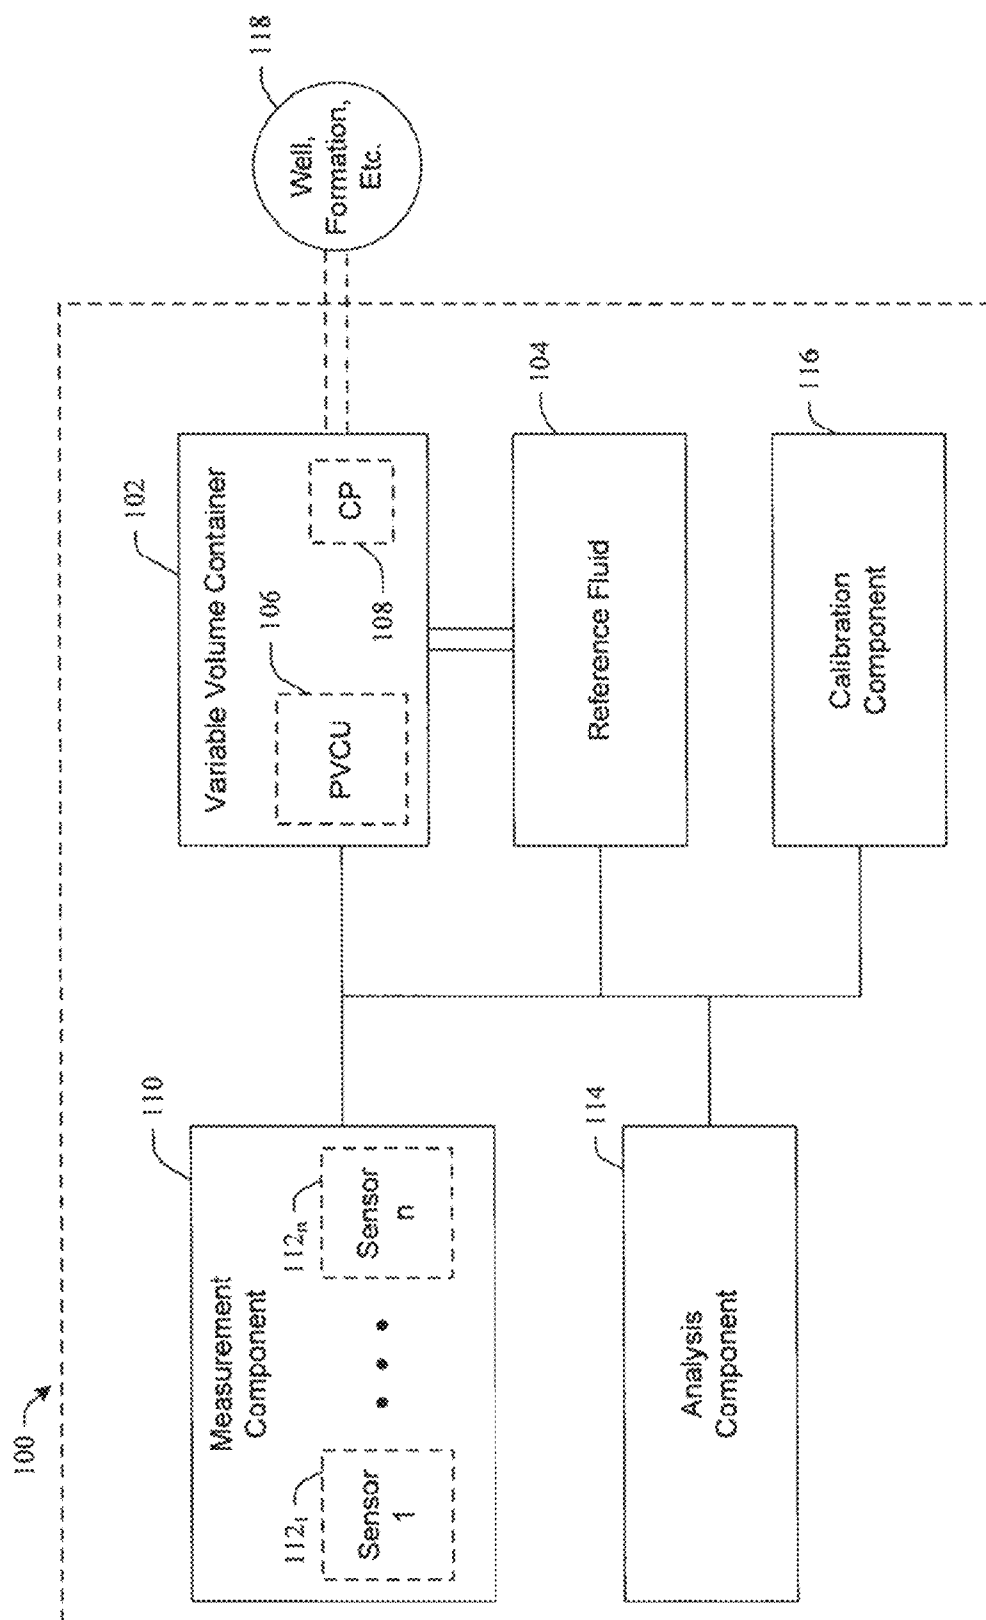 100
110
Measurement
Component
112₁
Sensor
1
112ₙ
Sensor
n
102
Variable Volume Container
106
PVCU
CP
108
118
Well,
Formation,
Etc.
104
Reference Fluid
114
Analysis
Component
116
Calibration
Component